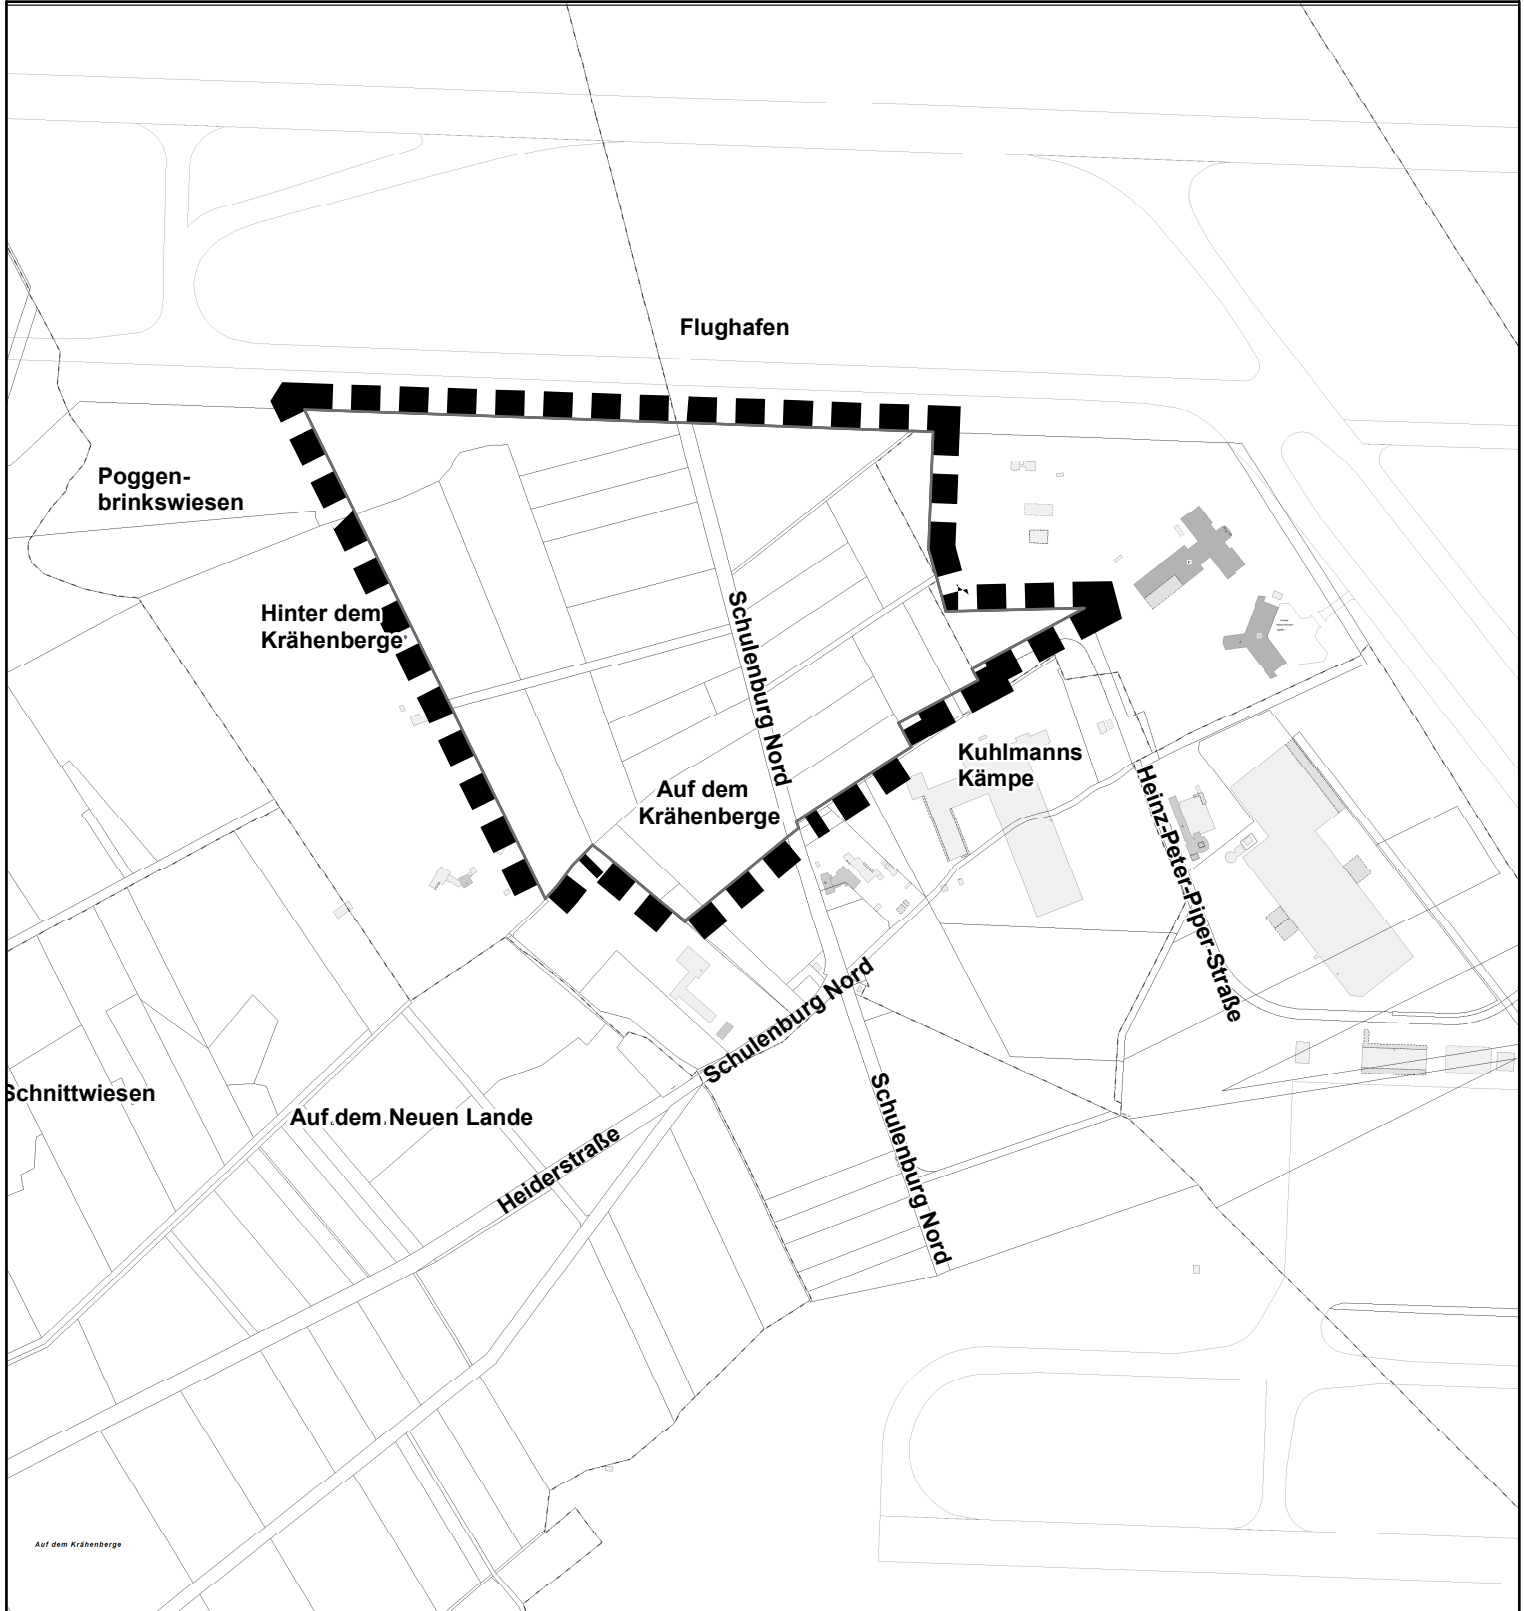 Flughafen
Poggen-
brinkswiesen
Hinter dem
Krähenberge
Schulenburg Nord
Auf dem
Krähenberge
Kuhlmanns
Kämpe
Heinz-Peter-Piper-Straße
Schulenburg Nord
Schnittwiesen
Auf dem Neuen Lande
Heiderstraße
Schulenburg Nord
Auf dem Krähenberge